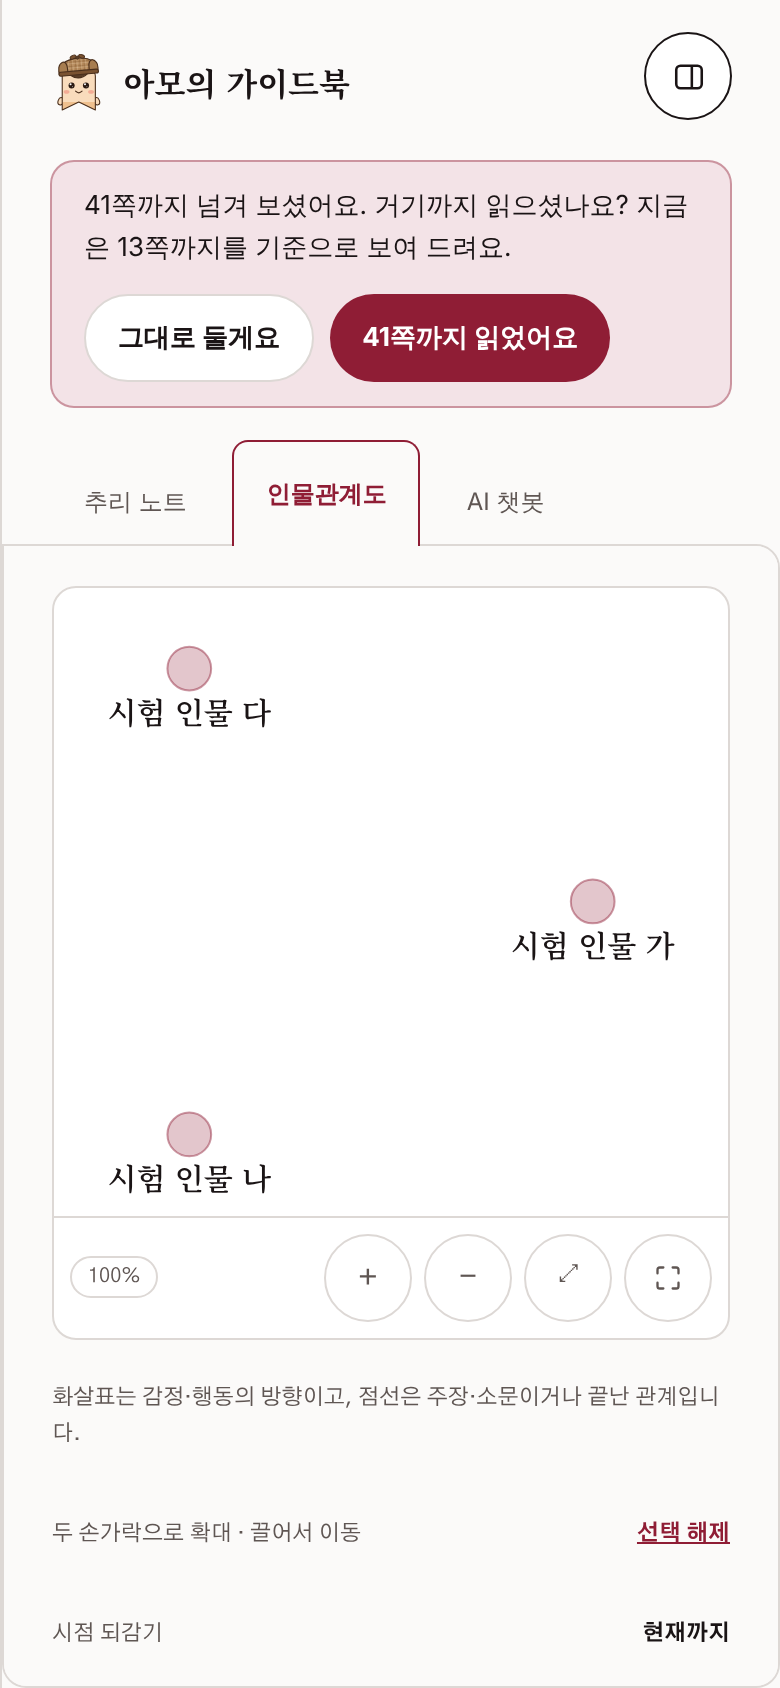 아모의 가이드북
41쪽까지 넘겨 보셨어요. 거기까지 읽으셨나요? 지금
은 13쪽까지를 기준으로 보여 드려요.
그대로 둘게요
41쪽까지 읽었어요
추리 노트
인물관계도
AI 챗봇
시험 인물 다
시험 인물 가
시험 인물 나
100%
+
−
화살표는 감정·행동의 방향이고, 점선은 주장·소문이거나 끝난 관계입니
다.
두 손가락으로 확대 · 끌어서 이동
선택 해제
시점 되감기
현재까지